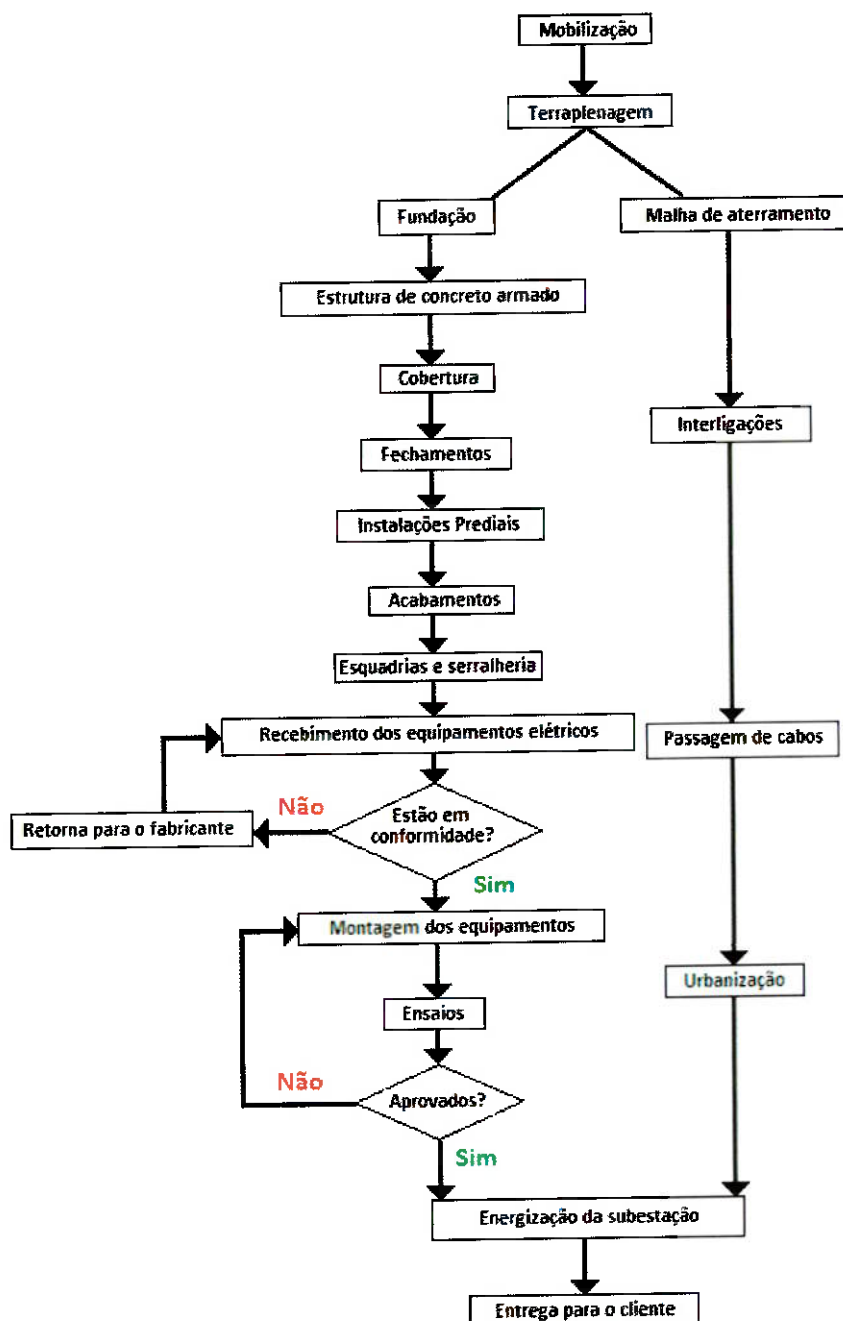 Mobilização
Terraplenagem
Fundação
Malha de aterramento
Estrutura de concreto armado
Cobertura
Interligações
Fechamentos
Instalações Prediais
Acabamentos
Esquadrias e serralheria
Recebimento dos equipamentos elétricos
Passagem de cabos
Não
Estão em
conformidade?
Retorna para o fabricante
Sim
Montagem dos equipamentos
Urbanização
Ensaios
Não
Aprovados?
Sim
Energização da subestação
Entrega para o cliente